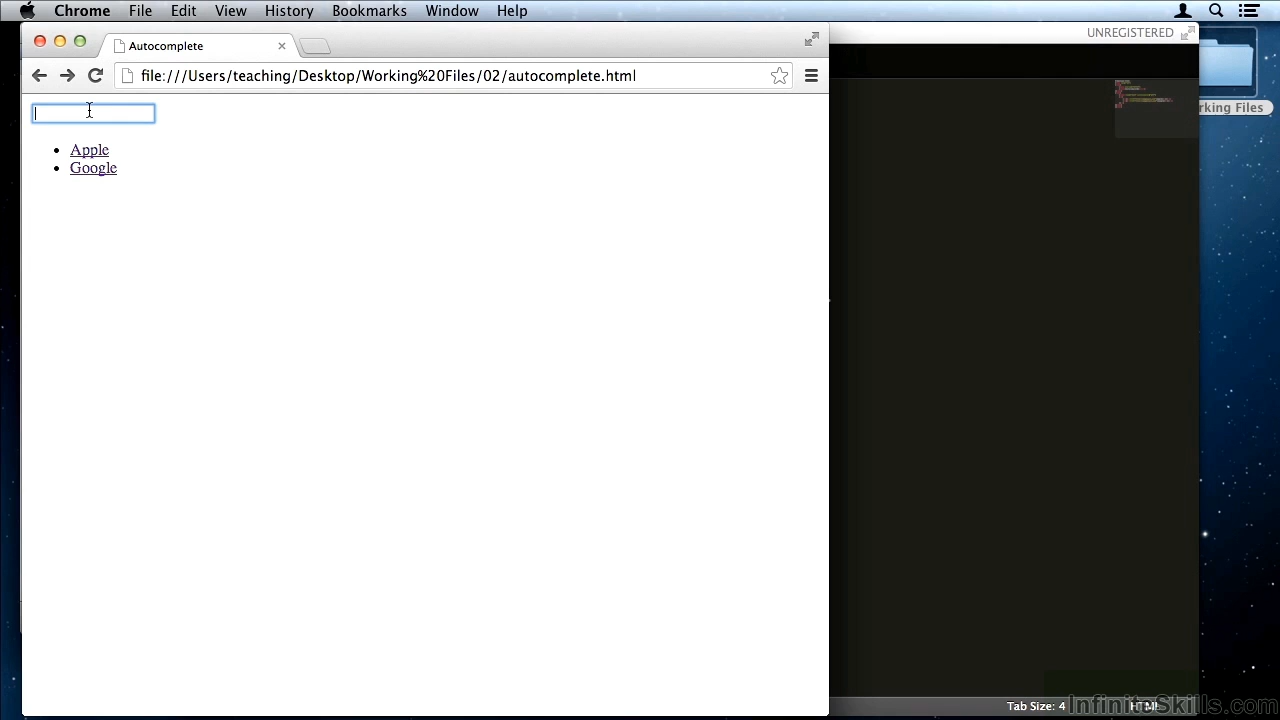 Chrome File Edit View History Bookmarks Window Help
UNREGISTERED
Autocomplete
file:///Users/teaching/Desktop/Working%20Files/02/autocomplete.html
rking Files
Apple
Google
Tab Size: 4 HTML
InfiniteSkills.com